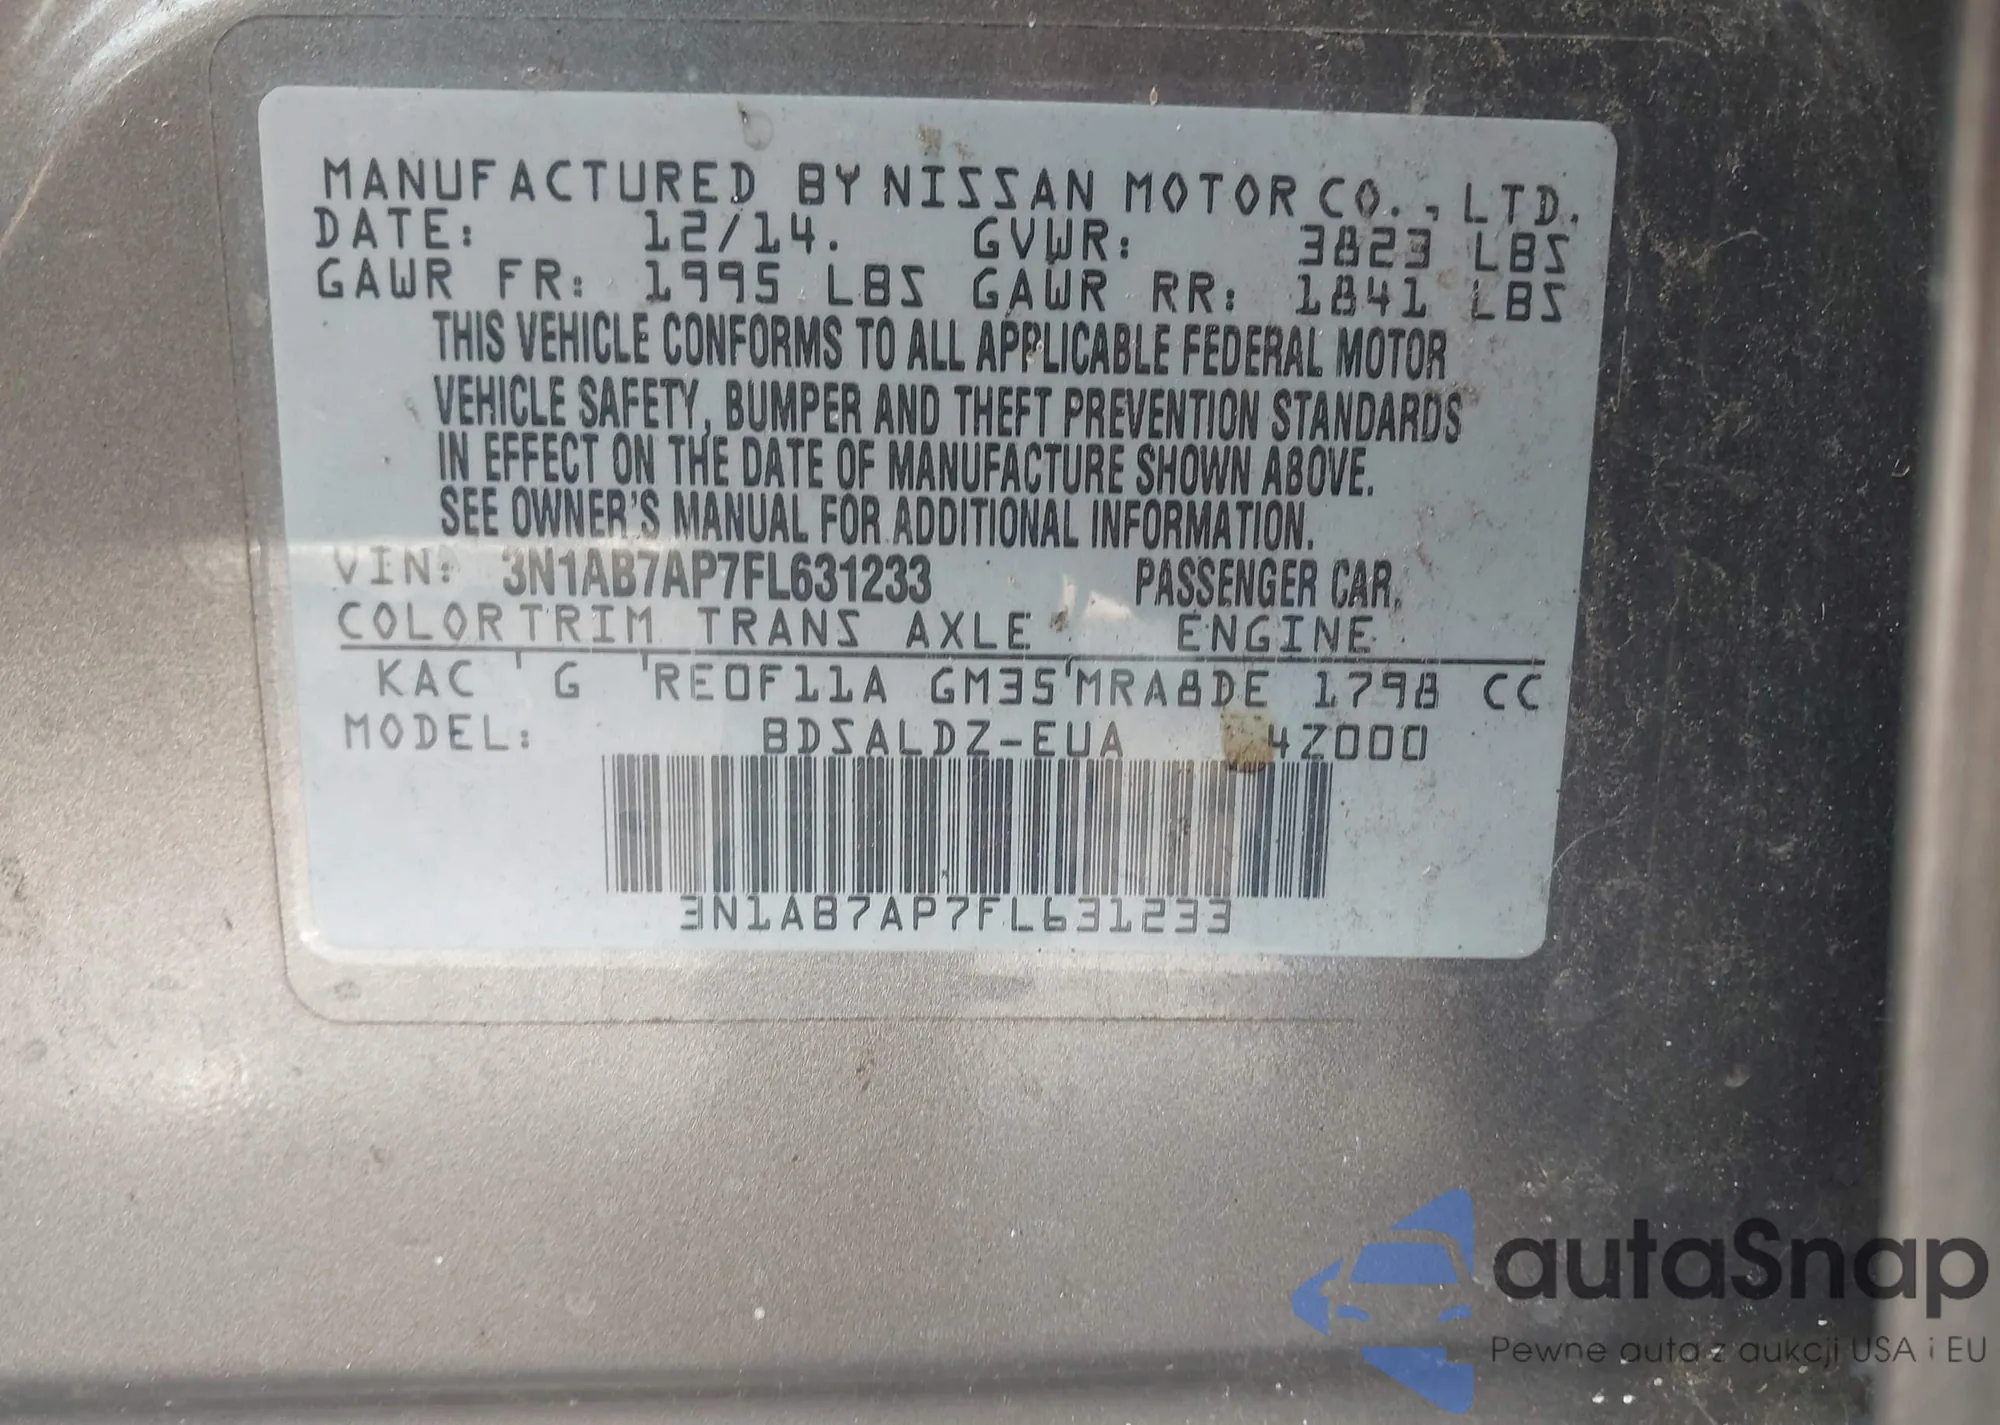 MANUFACTURED BY NISSAN MOTOR CO., LTD.
DATE: 12/14. GVWR: 3823 LBS
GAWR FR: 1995 LBS GAWR RR: 1841 LBS
THIS VEHICLE CONFORMS TO ALL APPLICABLE FEDERAL MOTOR
VEHICLE SAFETY, BUMPER AND THEFT PREVENTION STANDARDS
IN EFFECT ON THE DATE OF MANUFACTURE SHOWN ABOVE.
SEE OWNER'S MANUAL FOR ADDITIONAL INFORMATION.
VIN: 3N1AB7AP7FL631233 PASSENGER CAR.
COLOR TRIM TRANS AXLE ENGINE
KAC ' G 'RE0F11A GM35'MRA8DE 1798 CC
MODEL: BDSALDZ-EUA 4Z000
3N1AB7AP7FL631233
autaSnap
Pewne auta z aukcji USA i EU